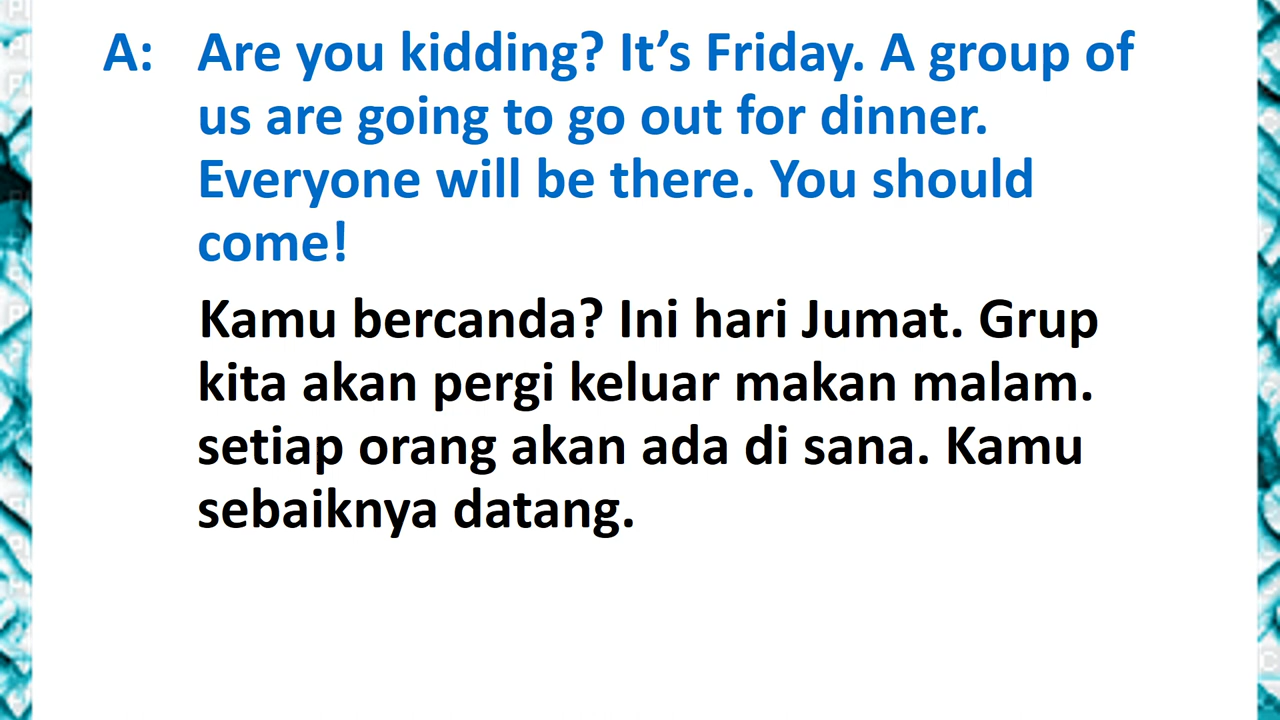 A: Are you kidding? It’s Friday. A group of
us are going to go out for dinner.
Everyone will be there. You should
come!
Kamu bercanda? Ini hari Jumat. Grup
kita akan pergi keluar makan malam.
setiap orang akan ada di sana. Kamu
sebaiknya datang.